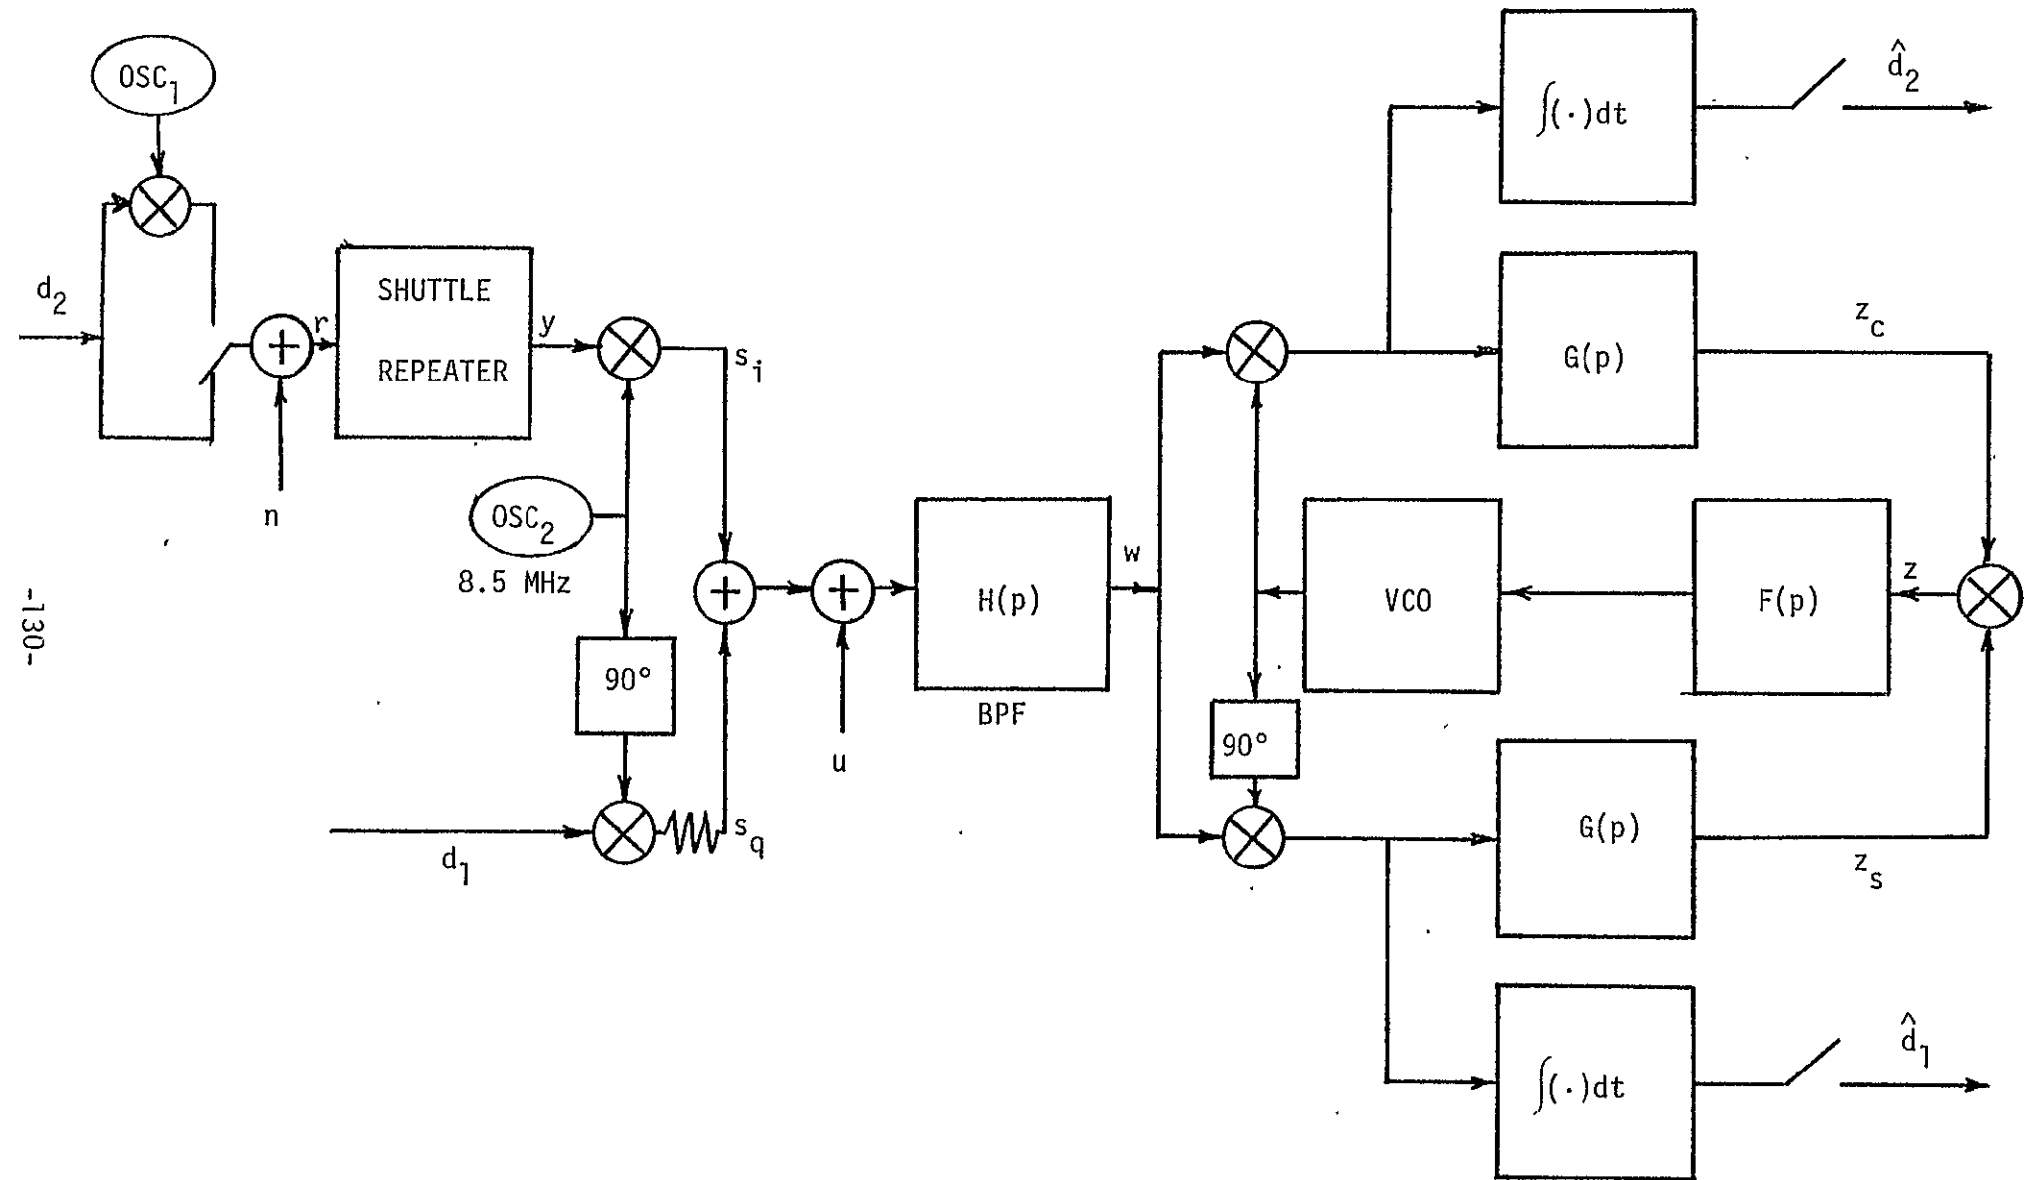 OSC1
d2
r
SHUTTLE
REPEATER
y
n
si
OSC2
8.5 MHz
90°
d1
sq
u
H(p)
BPF
w
∫(·)dt
d̂2
G(p)
zc
VCO
F(p)
z
90°
G(p)
zs
∫(·)dt
d̂1
-130-